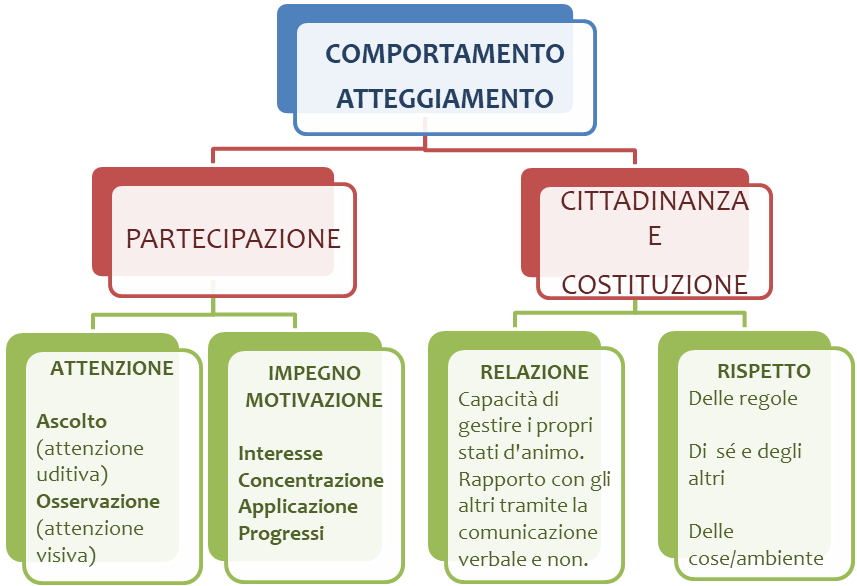 COMPORTAMENTO
ATTEGGIAMENTO
PARTECIPAZIONE
CITTADINANZA
E
COSTITUZIONE
ATTENZIONE
Ascolto
(attenzione
uditiva)
Osservazione
(attenzione
visiva)
IMPEGNO
MOTIVAZIONE
Interesse
Concentrazione
Applicazione
Progressi
RELAZIONE
Capacità di
gestire i propri
stati d'animo.
Rapporto con gli
altri tramite la
comunicazione
verbale e non.
RISPETTO
Delle regole
Di sé e degli
altri
Delle
cose/ambiente